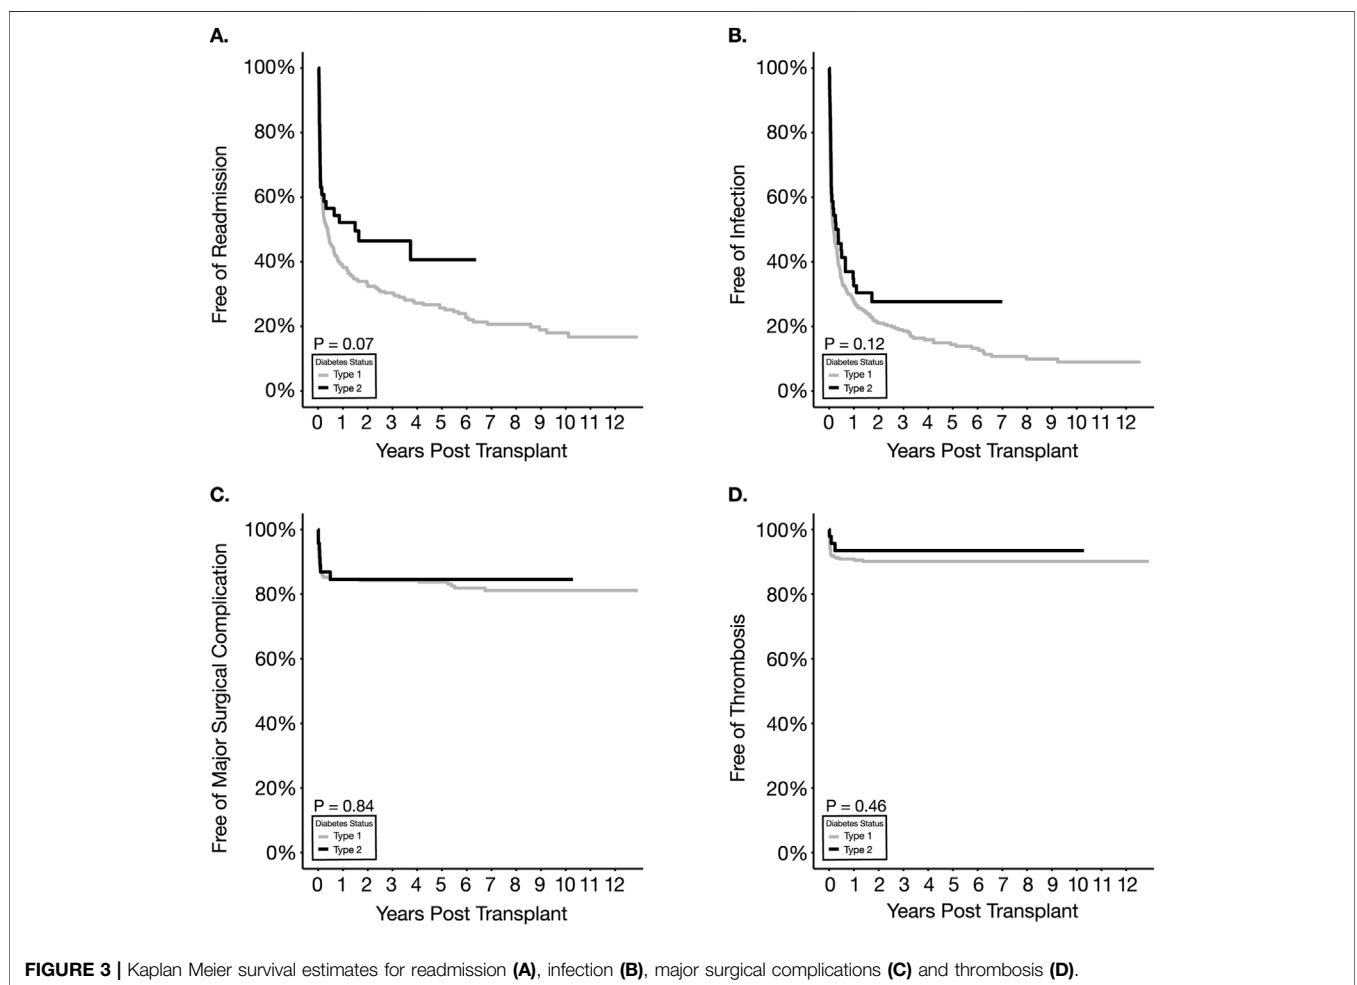 A.
100%
80%
60%
40%
20%
0%
Free of Readmission
P = 0.07
Diabetes Status
Type 1
Type 2
0 1 2 3 4 5 6 7 8 9 10 11 12
Years Post Transplant
B.
100%
80%
60%
40%
20%
0%
Free of Infection
P = 0.12
Diabetes Status
Type 1
Type 2
0 1 2 3 4 5 6 7 8 9 10 11 12
Years Post Transplant
C.
100%
80%
60%
40%
20%
0%
Free of Major Surgical Complication
P = 0.84
Diabetes Status
Type 1
Type 2
0 1 2 3 4 5 6 7 8 9 10 11 12
Years Post Transplant
D.
100%
80%
60%
40%
20%
0%
Free of Thrombosis
P = 0.46
Diabetes Status
Type 1
Type 2
0 1 2 3 4 5 6 7 8 9 10 11 12
Years Post Transplant
FIGURE 3 | Kaplan Meier survival estimates for readmission (A), infection (B), major surgical complications (C) and thrombosis (D).